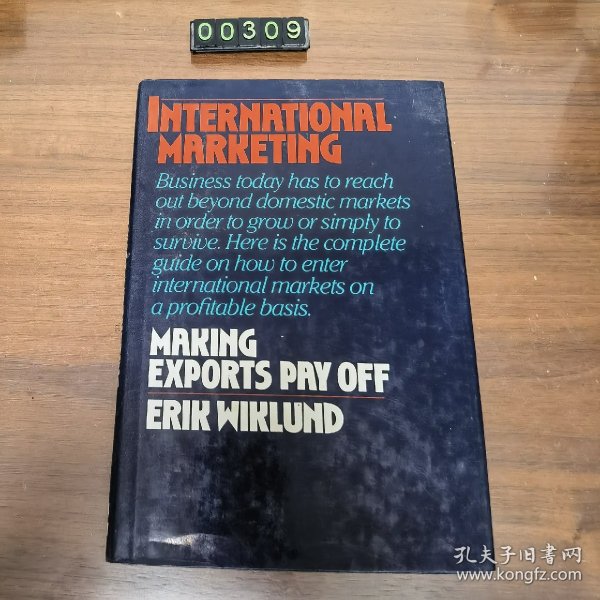 00309
INTERNATIONAL
MARKETING
Business today has to reach
out beyond domestic markets
in order to grow or simply to
survive. Here is the complete
guide on how to enter
international markets on
a profitable basis.
MAKING
EXPORTS PAY OFF
ERIK WIKLUND
孔夫子旧书网
www.kongfz.com